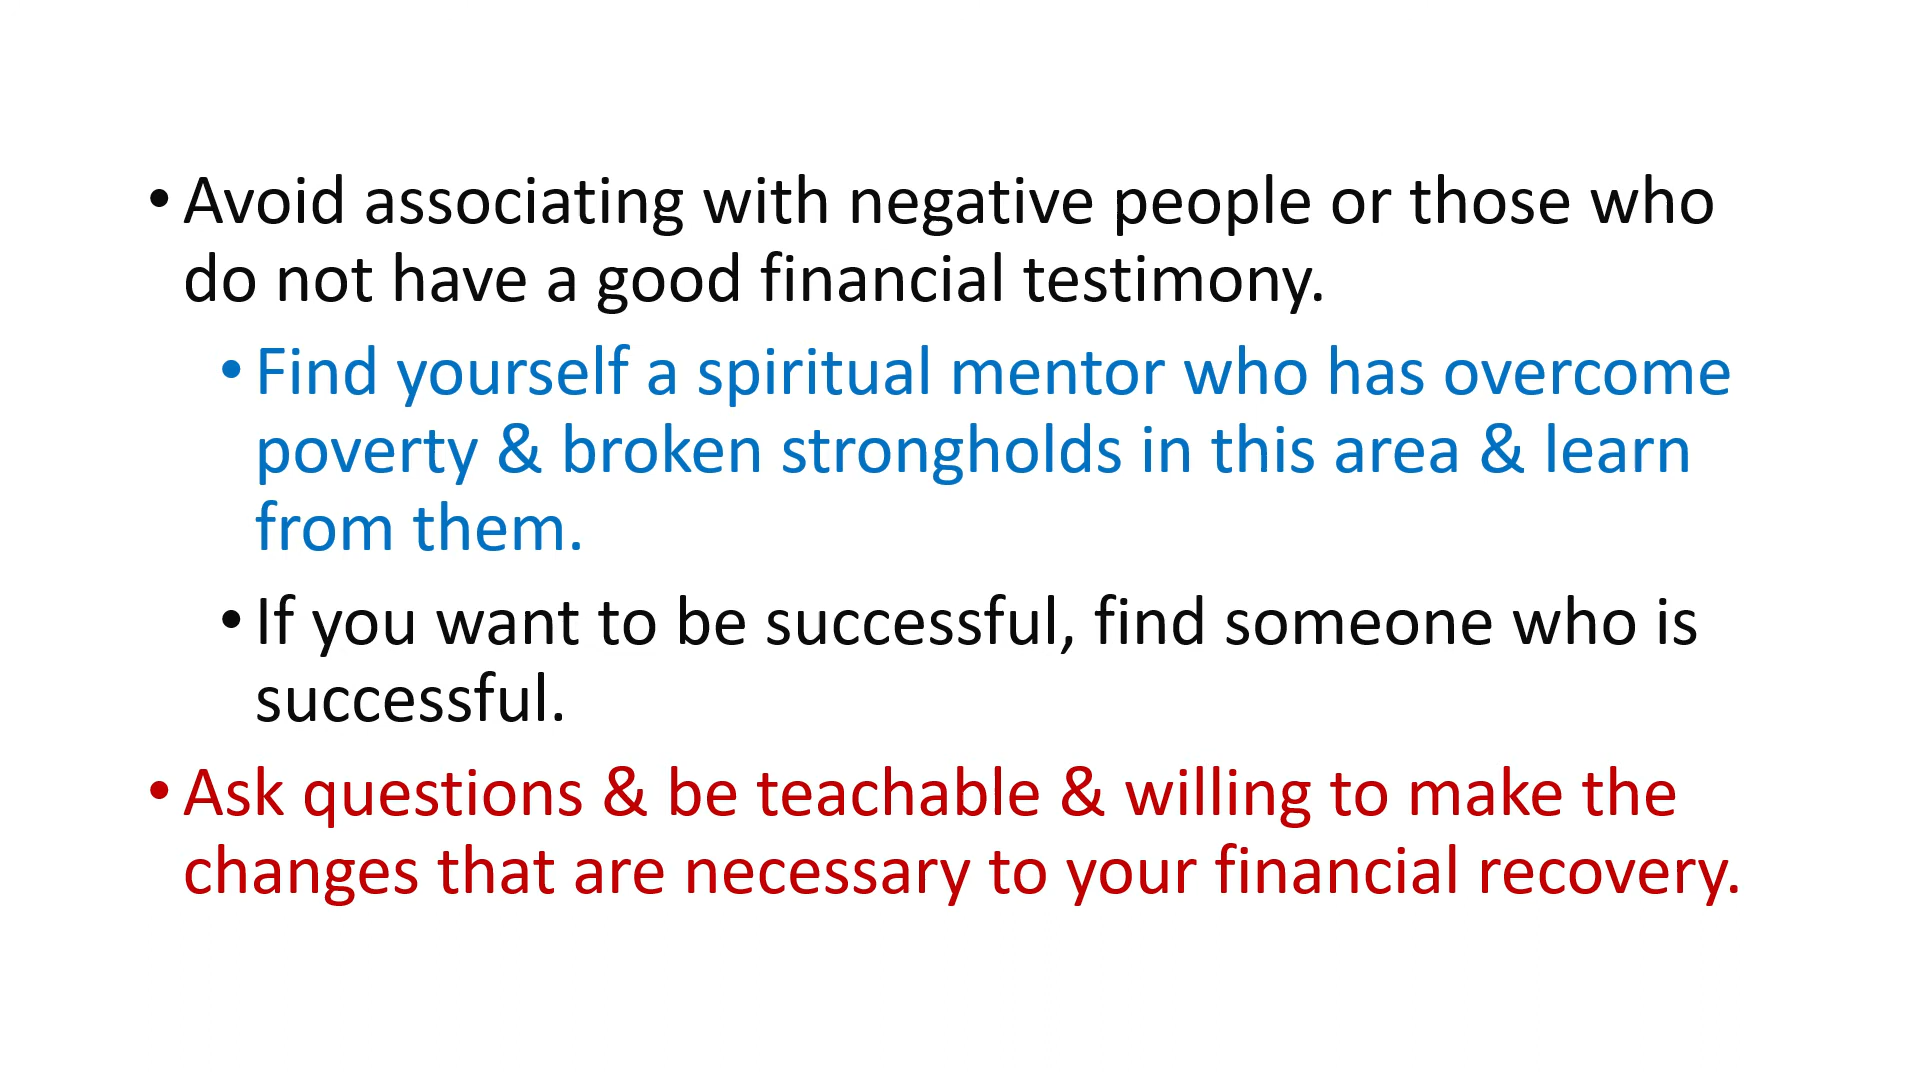 • Avoid associating with negative people or those who
do not have a good financial testimony.
• Find yourself a spiritual mentor who has overcome
poverty & broken strongholds in this area & learn
from them.
• If you want to be successful, find someone who is
successful.
• Ask questions & be teachable & willing to make the
changes that are necessary to your financial recovery.